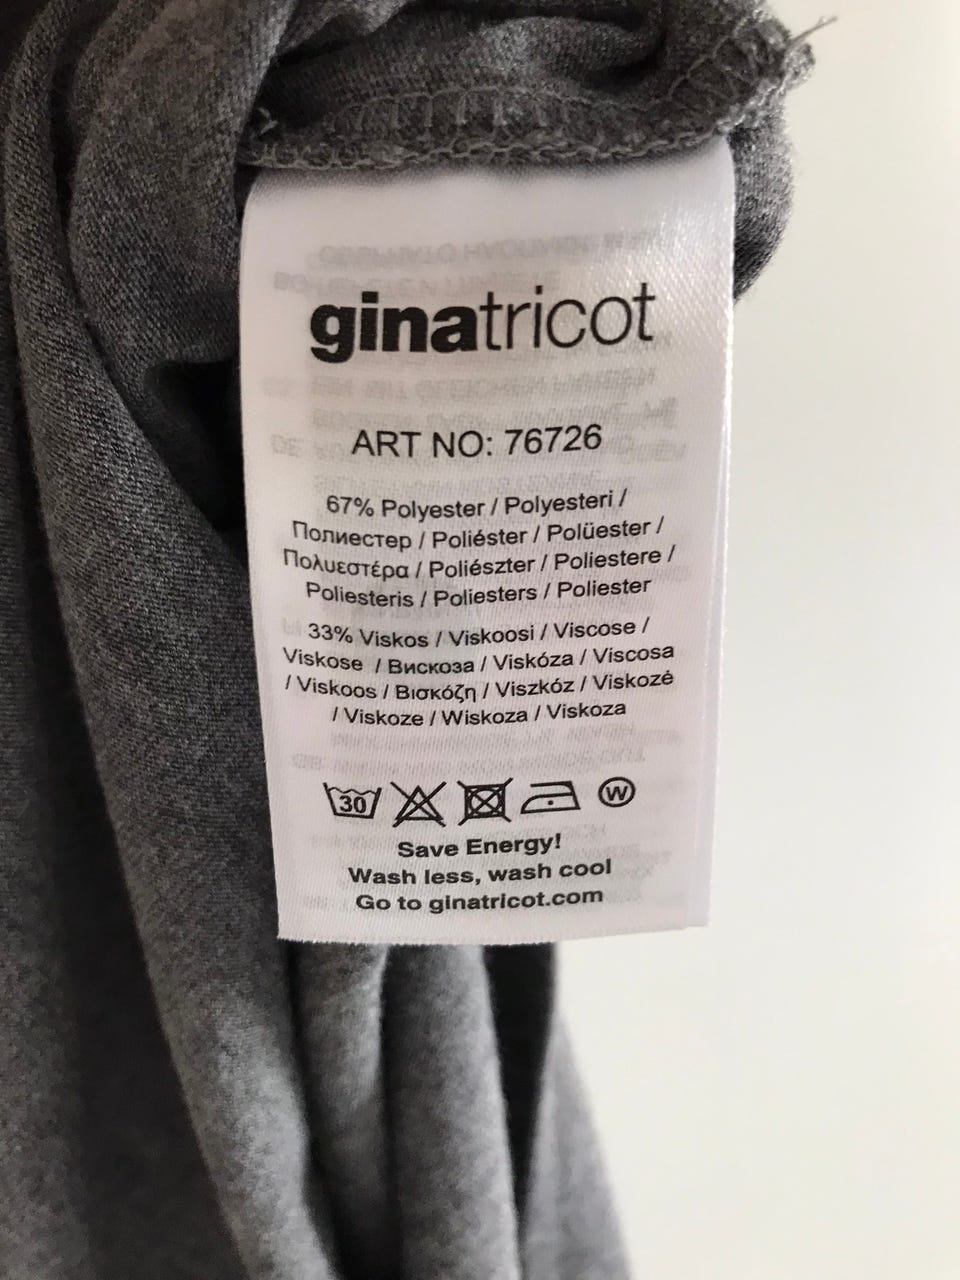 ginatricot
ART NO: 76726
67% Polyester / Polyesteri /
Полиестер / Poliéster / Polüester /
Πολυεστέρα / Poliészter / Poliestere /
Poliesteris / Poliesters / Poliester
33% Viskos / Viskoosi / Viscose /
Viskose / Вискоза / Viskóza / Viscosa
/ Viskoos / Βισκόζη / Viszkóz / Viskozė
/ Viskoze / Wiskoza / Viskoza
30 W
Save Energy!
Wash less, wash cool
Go to ginatricot.com